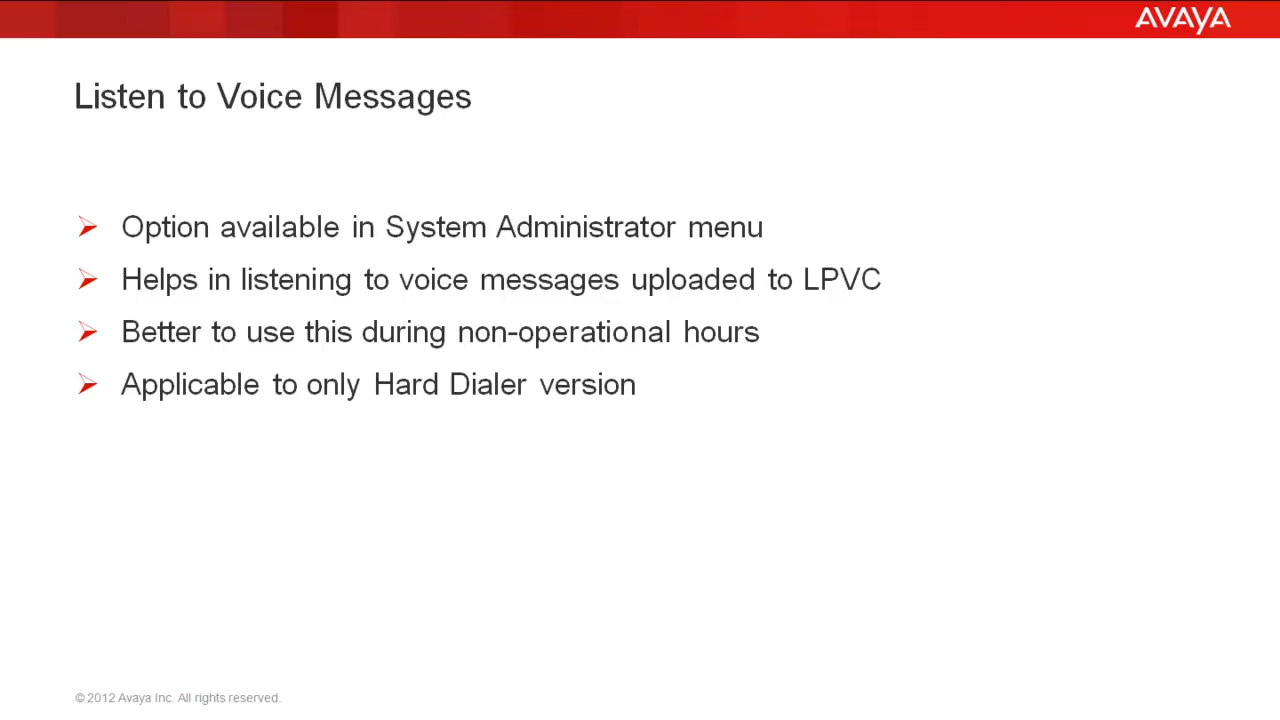 AVAYA
Listen to Voice Messages
Option available in System Administrator menu
Helps in listening to voice messages uploaded to LPVC
Better to use this during non-operational hours
Applicable to only Hard Dialer version
© 2012 Avaya Inc. All rights reserved.